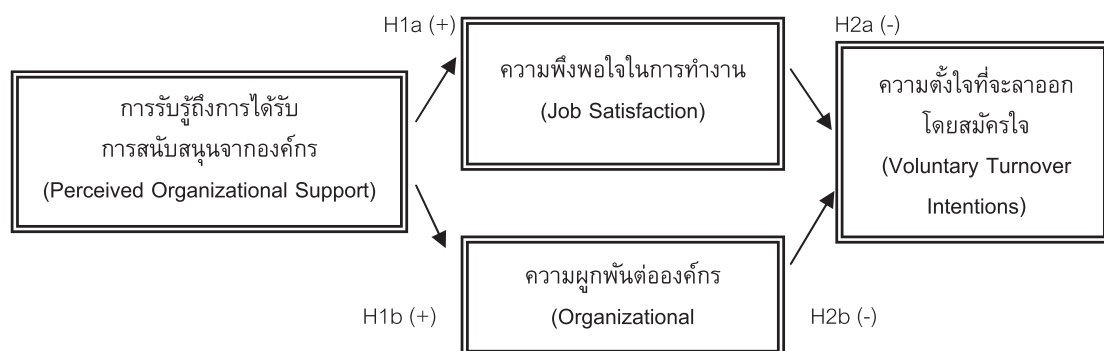 H1a (+)
H2a (-)
การรับรู้ถึงการได้รับ
การสนับสนุนจากองค์กร
(Perceived Organizational Support)
ความพึงพอใจในการทำงาน
(Job Satisfaction)
ความตั้งใจที่จะลาออก
โดยสมัครใจ
(Voluntary Turnover
Intentions)
ความผูกพันต่อองค์กร
(Organizational
H1b (+)
H2b (-)